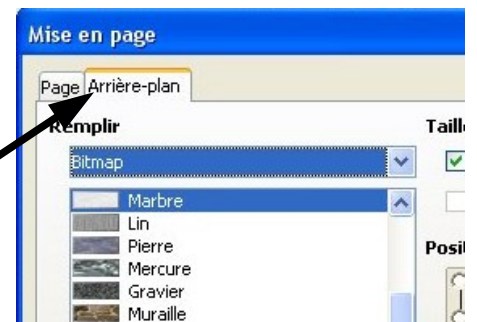 Mise en page
Page Arrière-plan
Remplir
Bitmap
Marbre
Lin
Pierre
Mercure
Gravier
Muraille